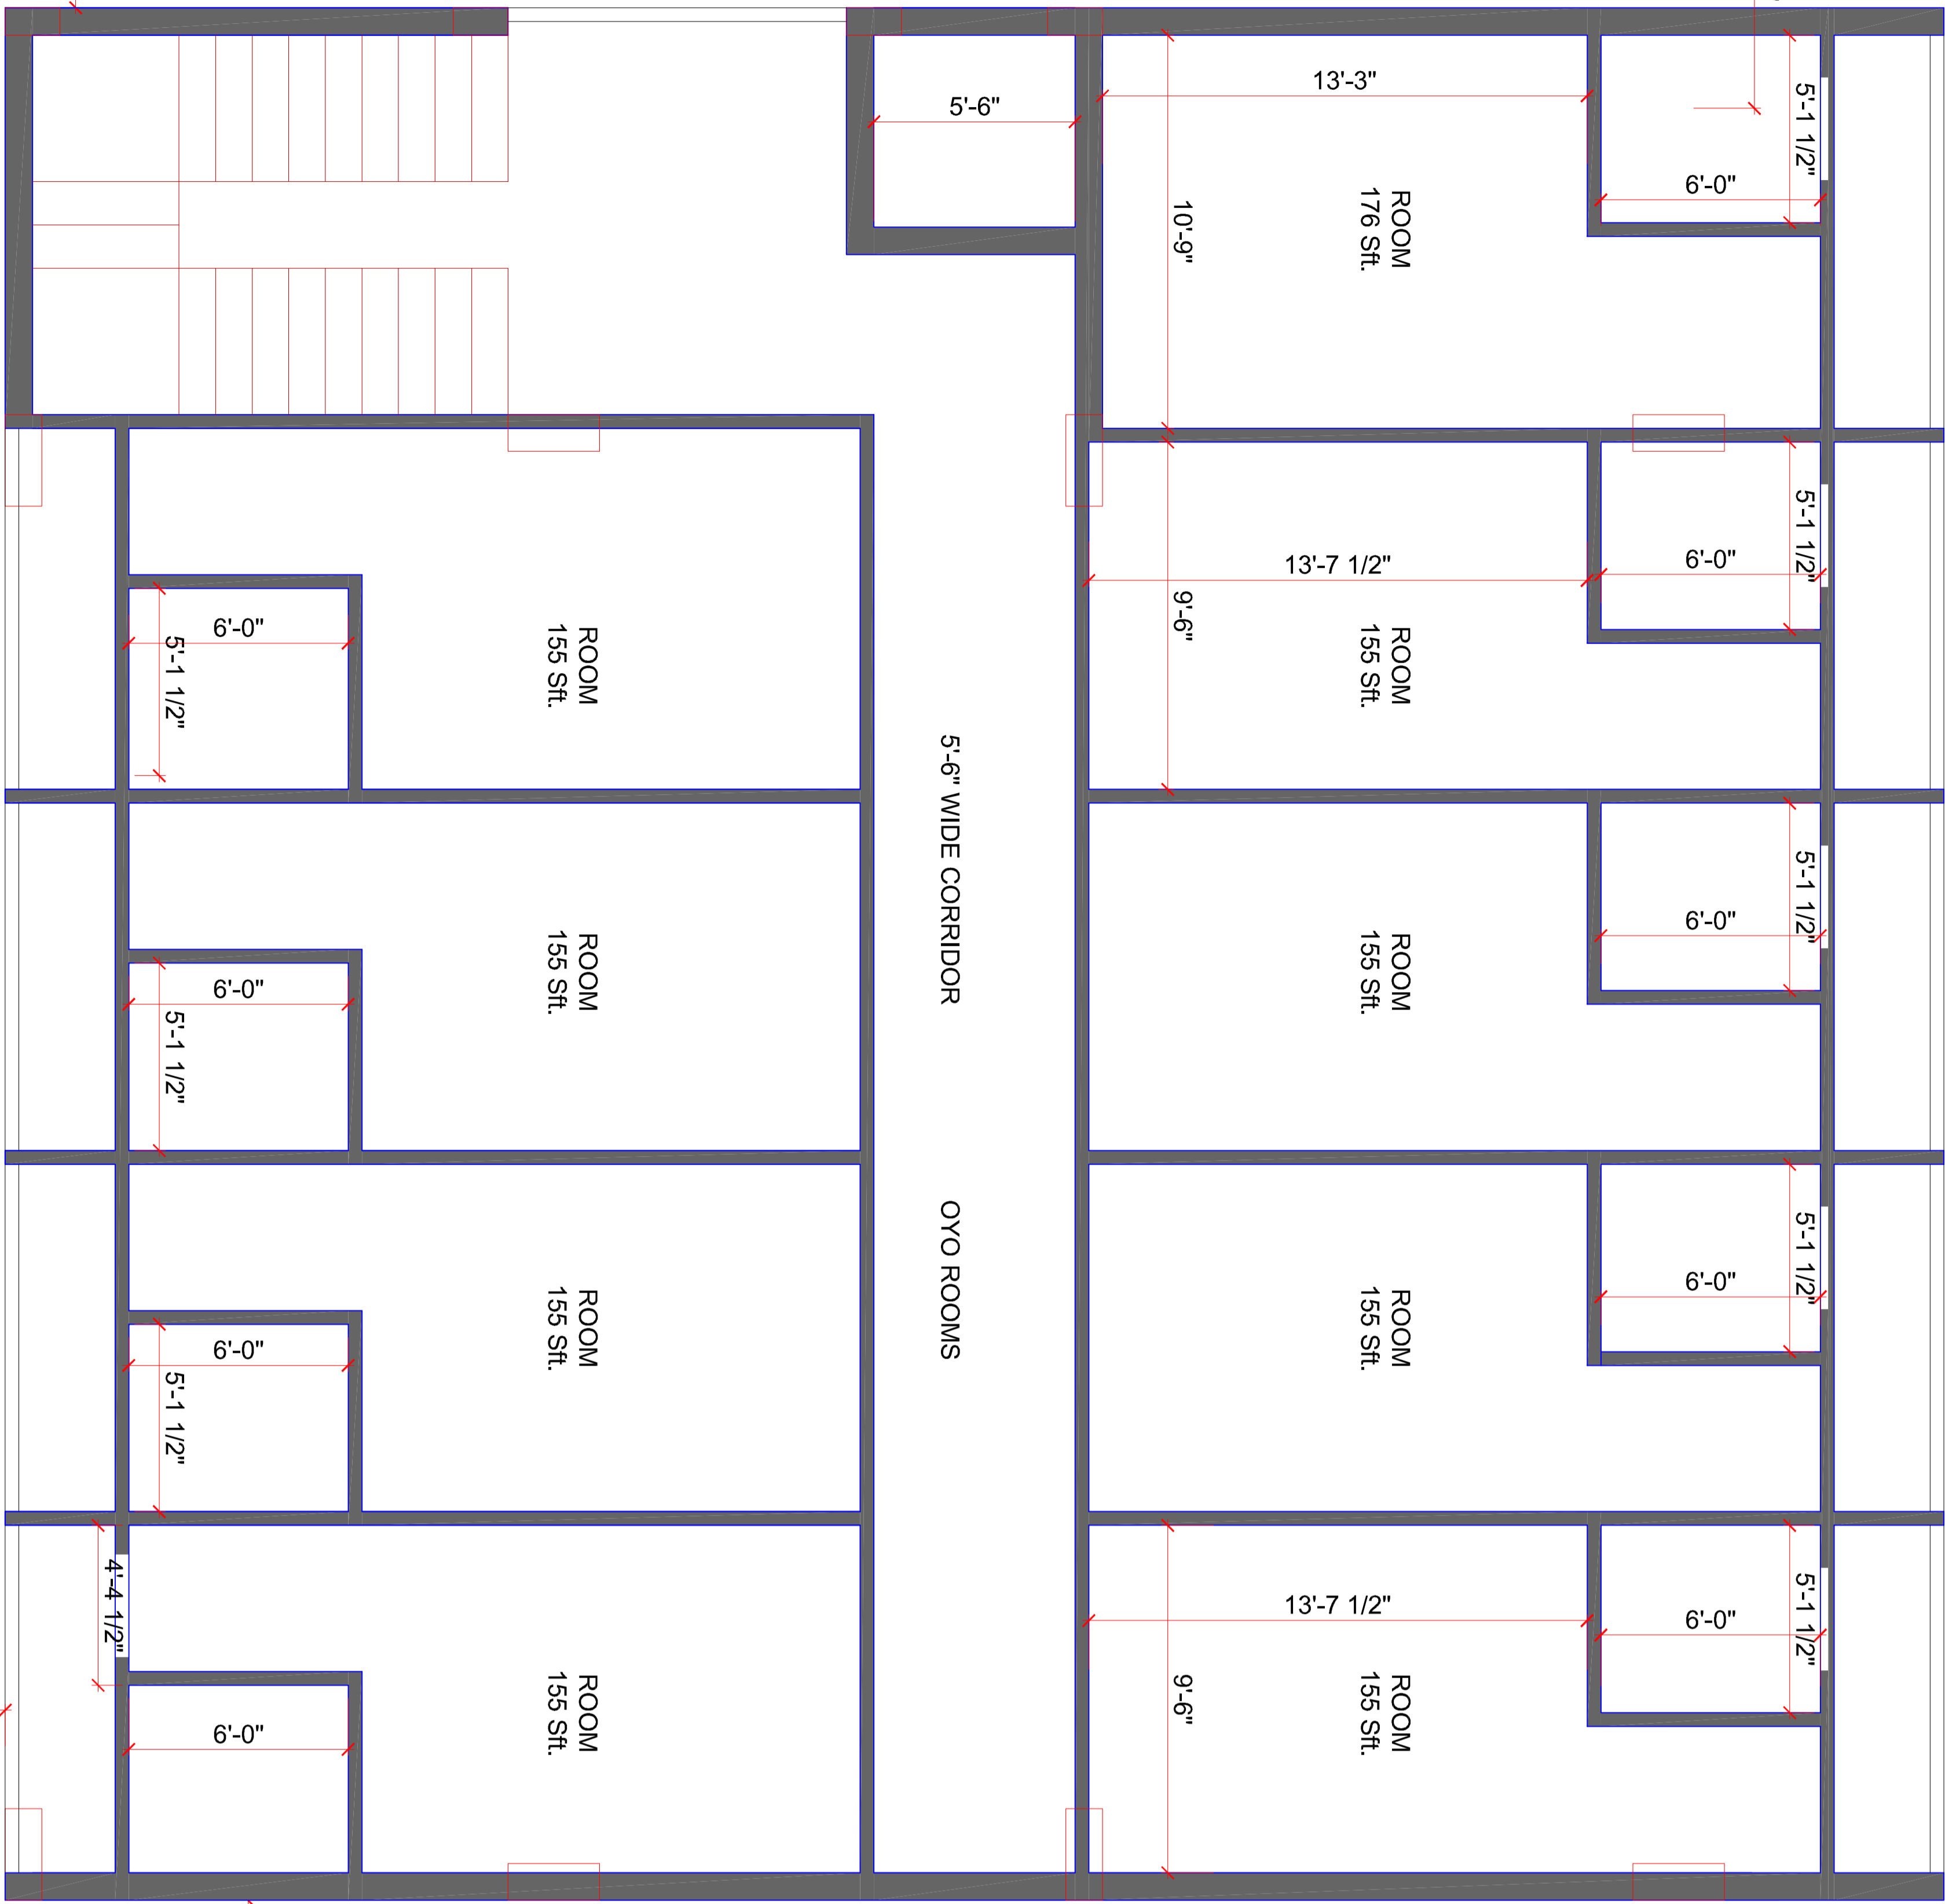 13'-3"
5'-1 1/2"
5'-6"
6'-0"
10'-9"
ROOM
176 Sft.
5'-1 1/2"
13'-7 1/2"
6'-0"
9'-6"
ROOM
155 Sft.
ROOM
155 Sft.
6'-0"
5'-1 1/2"
5'-6" WIDE CORRIDOR
5'-1 1/2"
6'-0"
ROOM
155 Sft.
ROOM
155 Sft.
6'-0"
5'-1 1/2"
OYO ROOMS
5'-1 1/2"
6'-0"
ROOM
155 Sft.
ROOM
155 Sft.
6'-0"
5'-1 1/2"
4'-4 1/2"
13'-7 1/2"
5'-1 1/2"
6'-0"
9'-6"
ROOM
155 Sft.
ROOM
155 Sft.
6'-0"